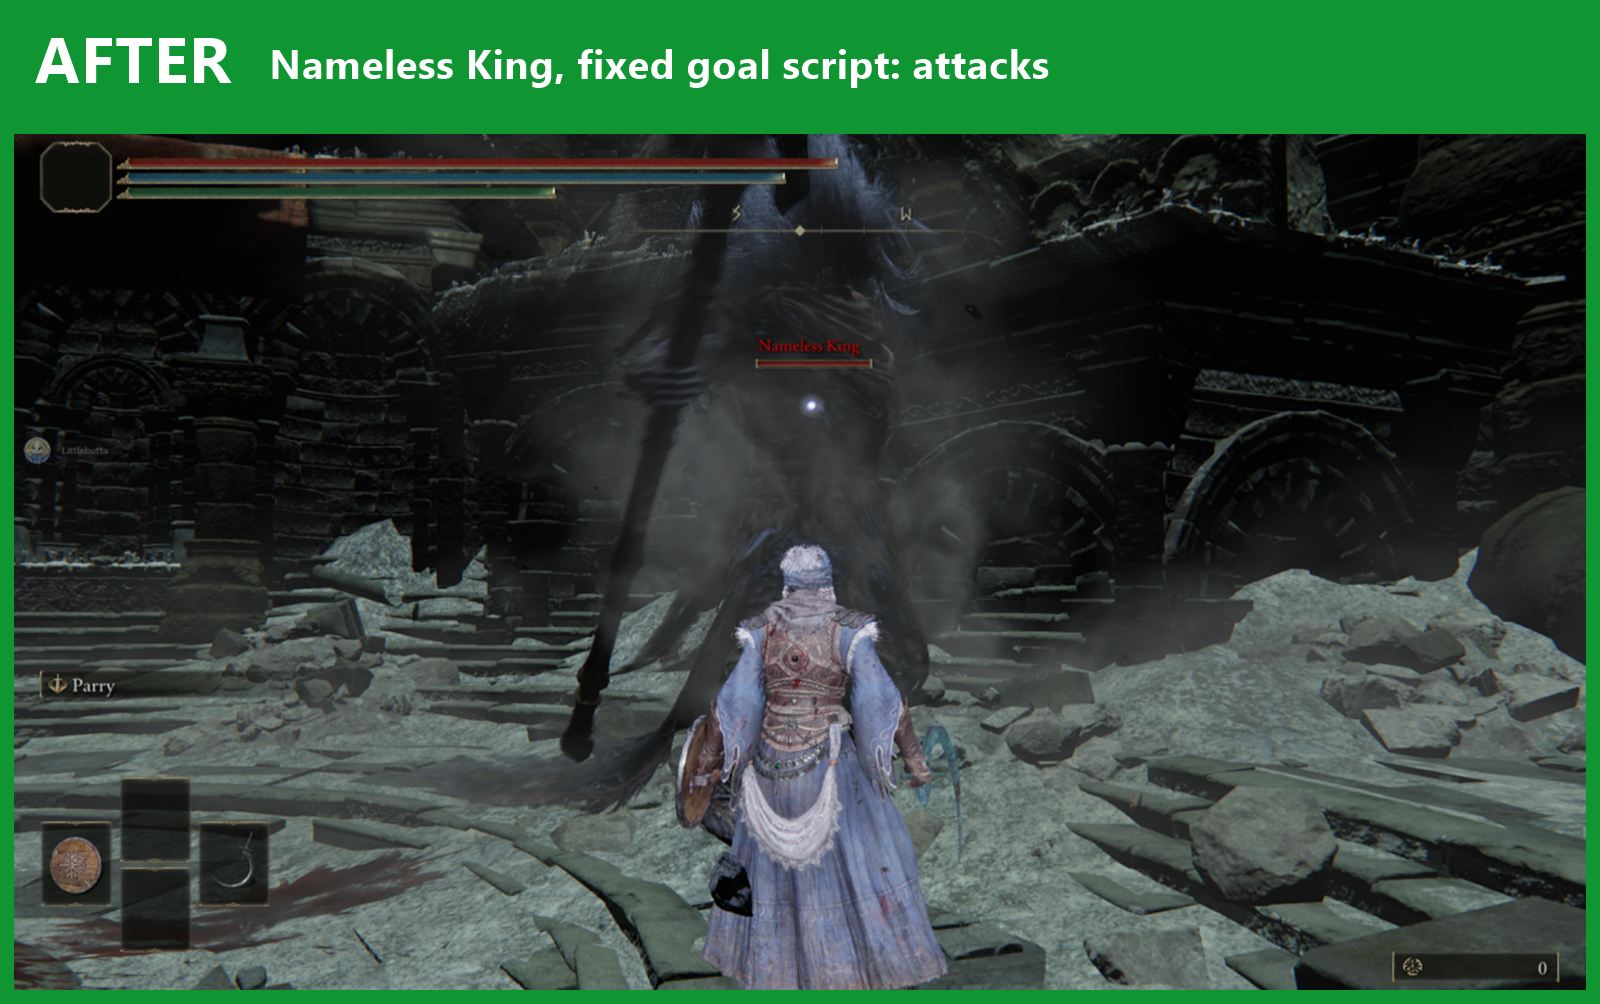 AFTER Nameless King, fixed goal script: attacks
S W
Nameless King
Littlebutta
Parry
0